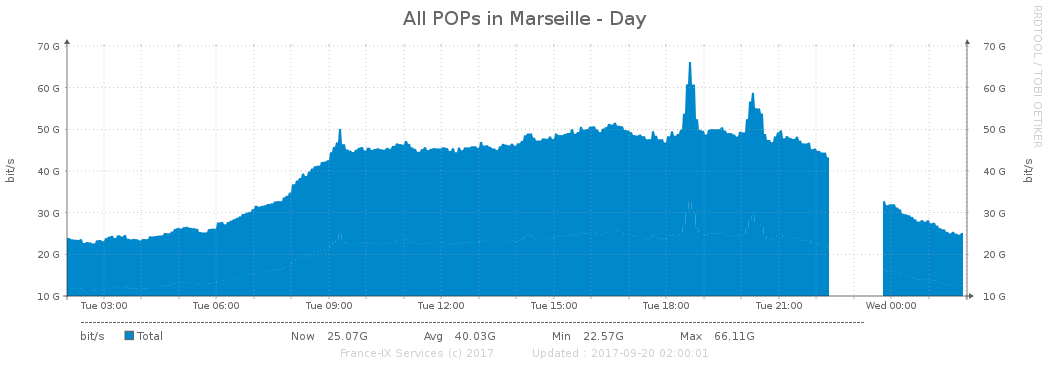 All POPs in Marseille - Day
RRDTOOL / TOBI OETIKER
70 G 70 G
60 G 60 G
50 G 50 G
40 G 40 G
30 G 30 G
20 G 20 G
10 G 10 G
bit/s bit/s
Tue 03:00 Tue 06:00 Tue 09:00 Tue 12:00 Tue 15:00 Tue 18:00 Tue 21:00 Wed 00:00
bit/s Total Now 25.07G Avg 40.03G Min 22.57G Max 66.11G
France-IX Services (c) 2017 Updated : 2017-09-20 02:00:01